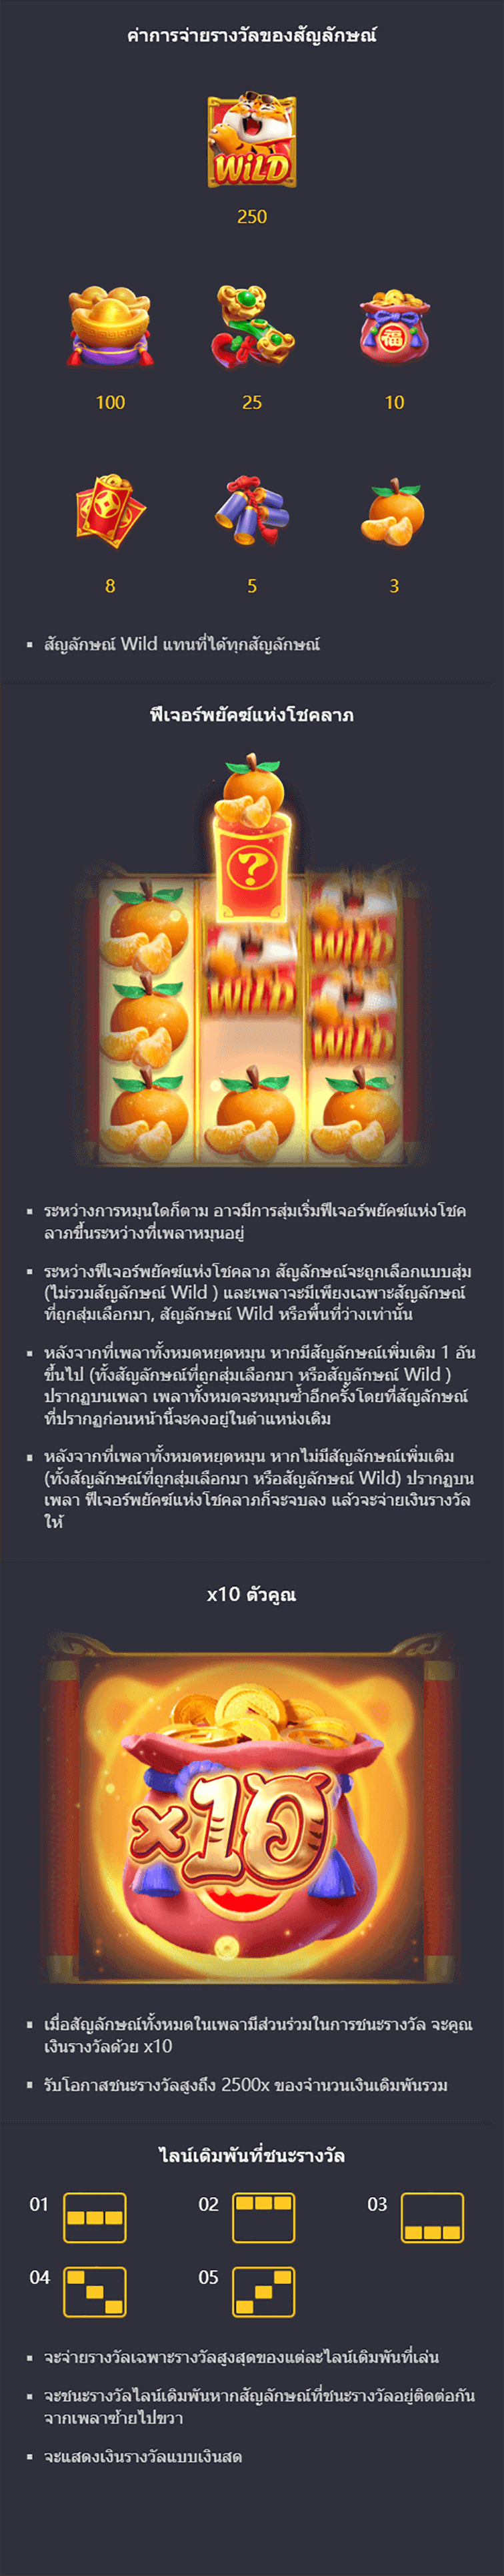 ค่าการจ่ายรางวัลของสัญลักษณ์
WiLD
250
100
25
福
10
8
5
3
▪ สัญลักษณ์ Wild แทนที่ได้ทุกสัญลักษณ์
ฟีเจอร์พยัคฆ์แห่งโชคลาภ
?
WILD
▪ ระหว่างการหมุนใดก็ตาม อาจมีการสุ่มเริ่มฟีเจอร์พยัคฆ์แห่งโชค
ลาภขึ้นระหว่างที่เพลาหมุนอยู่
▪ ระหว่างฟีเจอร์พยัคฆ์แห่งโชคลาภ สัญลักษณ์จะถูกเลือกแบบสุ่ม
(ไม่รวมสัญลักษณ์ Wild ) และเพลาจะมีเพียงเฉพาะสัญลักษณ์
ที่ถูกสุ่มเลือกมา, สัญลักษณ์ Wild หรือพื้นที่ว่างเท่านั้น
▪ หลังจากที่เพลาทั้งหมดหยุดหมุน หากมีสัญลักษณ์เพิ่มเติม 1 อัน
ขึ้นไป (ทั้งสัญลักษณ์ที่ถูกสุ่มเลือกมา หรือสัญลักษณ์ Wild )
ปรากฏบนเพลา เพลาทั้งหมดจะหมุนซ้ำอีกครั้งโดยที่สัญลักษณ์
ที่ปรากฏก่อนหน้านี้จะคงอยู่ในตำแหน่งเดิม
▪ หลังจากที่เพลาทั้งหมดหยุดหมุน หากไม่มีสัญลักษณ์เพิ่มเติม
(ทั้งสัญลักษณ์ที่ถูกสุ่มเลือกมา หรือสัญลักษณ์ Wild) ปรากฏบน
เพลา ฟีเจอร์พยัคฆ์แห่งโชคลาภก็จะจบลง แล้วจะจ่ายเงินรางวัล
ให้
x10 ตัวคูณ
x10
▪ เมื่อสัญลักษณ์ทั้งหมดในเพลามีส่วนร่วมในการชนะรางวัล จะคูณ
เงินรางวัลด้วย x10
▪ รับโอกาสชนะรางวัลสูงถึง 2500x ของจำนวนเงินเดิมพันรวม
ไลน์เดิมพันที่ชนะรางวัล
01
02
03
04
05
▪ จะจ่ายรางวัลเฉพาะรางวัลสูงสุดของแต่ละไลน์เดิมพันที่เล่น
▪ จะชนะรางวัลไลน์เดิมพันหากสัญลักษณ์ที่ชนะรางวัลอยู่ติดต่อกัน
จากเพลาซ้ายไปขวา
▪ จะแสดงเงินรางวัลแบบเงินสด